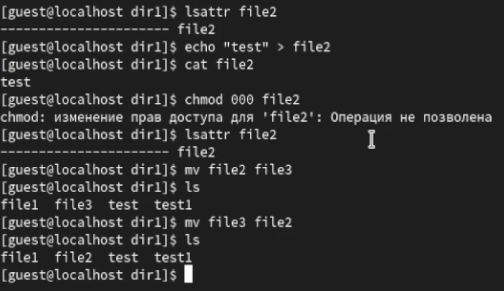 [guest@localhost dir1]$ lsattr file2
---------------------- file2
[guest@localhost dir1]$ echo "test" > file2
[guest@localhost dir1]$ cat file2
test
[guest@localhost dir1]$ chmod 000 file2
chmod: изменение прав доступа для 'file2': Операция не позволена
[guest@localhost dir1]$ lsattr file2
---------------------- file2
[guest@localhost dir1]$ mv file2 file3
[guest@localhost dir1]$ ls
file1  file3  test  test1
[guest@localhost dir1]$ mv file3 file2
[guest@localhost dir1]$ ls
file1  file2  test  test1
[guest@localhost dir1]$